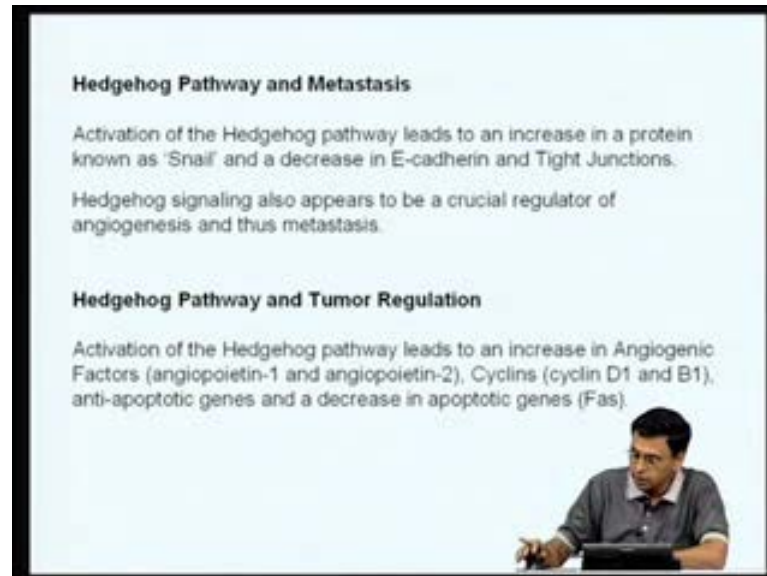 Hedgehog Pathway and Metastasis
Activation of the Hedgehog pathway leads to an increase in a protein
known as 'Snail' and a decrease in E-cadherin and Tight Junctions.
Hedgehog signaling also appears to be a crucial regulator of
angiogenesis and thus metastasis.
Hedgehog Pathway and Tumor Regulation
Activation of the Hedgehog pathway leads to an increase in Angiogenic
Factors (angiopoietin-1 and angiopoietin-2), Cyclins (cyclin D1 and B1),
anti-apoptotic genes and a decrease in apoptotic genes (Fas).